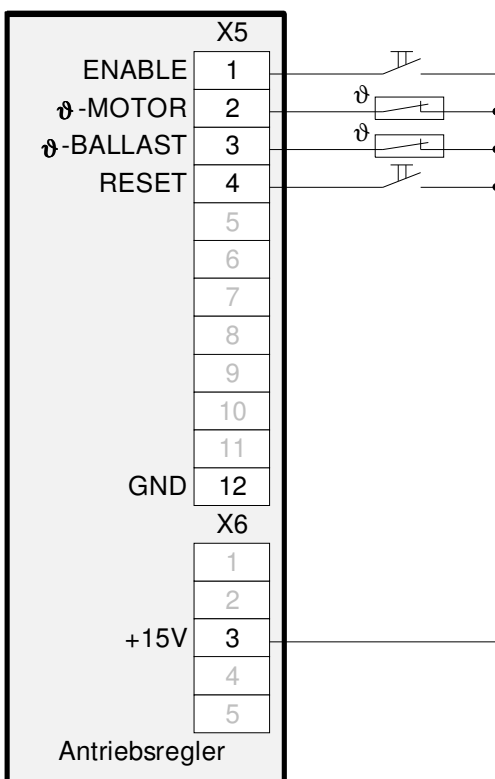 X5
ENABLE 1
ϑ-MOTOR 2 ϑ
ϑ-BALLAST 3 ϑ
RESET 4
5
6
7
8
9
10
11
GND 12
X6
1
2
+15V 3
4
5
Antriebsregler